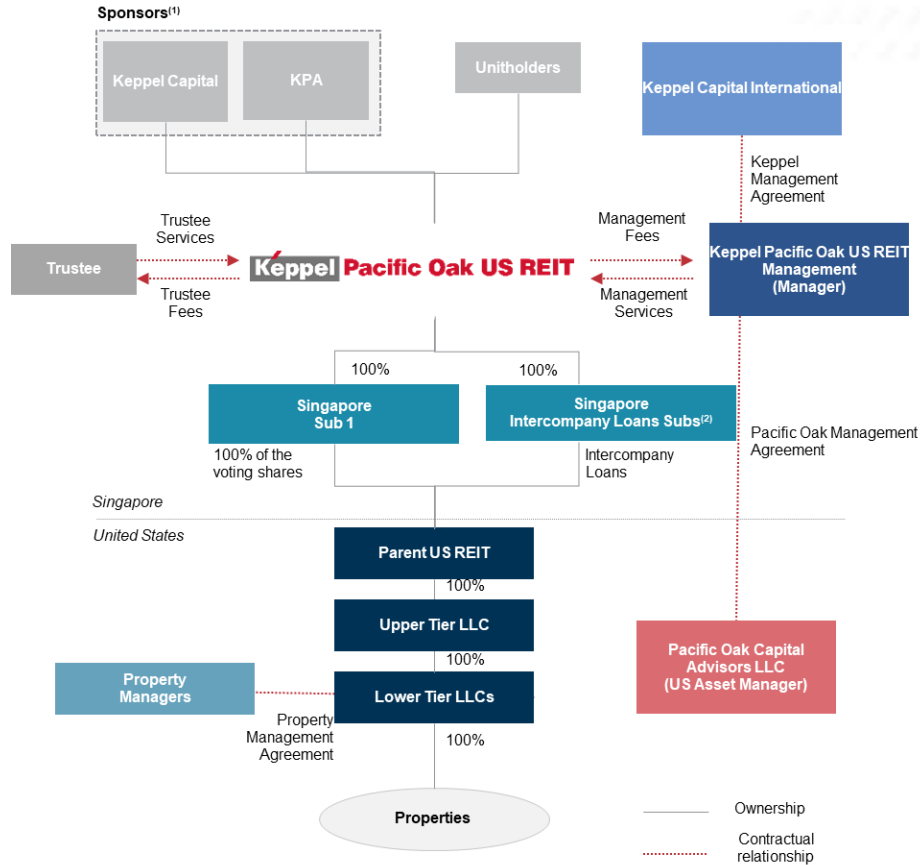 Sponsors(1)
Keppel Capital
KPA
Unitholders
Keppel Capital International
Keppel
Management
Agreement
Trustee
Services
Management
Fees
Trustee
Keppel Pacific Oak US REIT
Keppel Pacific Oak US REIT
Management
(Manager)
Trustee
Fees
Management
Services
100%
100%
Singapore
Sub 1
Singapore
Intercompany Loans Subs(2)
100% of the
voting shares
Intercompany
Loans
Pacific Oak Management
Agreement
Singapore
United States
Parent US REIT
100%
Upper Tier LLC
100%
Pacific Oak Capital
Advisors LLC
(US Asset Manager)
Property
Managers
Lower Tier LLCs
Property
Management
Agreement
100%
Properties
Ownership
Contractual
relationship